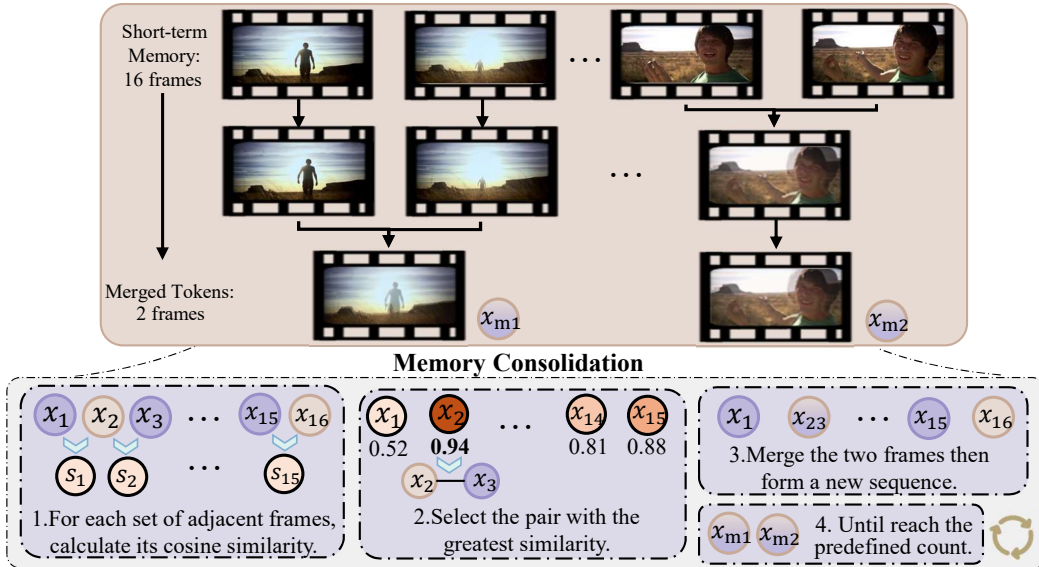 Short-term
Memory:
16 frames
...
...
Merged Tokens:
2 frames
x_m1
x_m2
Memory Consolidation
x_1 x_2 x_3 ... x_15 x_16
s_1 s_2 ... s_15
1.For each set of adjacent frames,
calculate its cosine similarity.
x_1 x_2 ... x_14 x_15
0.52 0.94 0.81 0.88
x_2 x_3
2.Select the pair with the
greatest similarity.
x_1 x_23 ... x_15 x_16
3.Merge the two frames then
form a new sequence.
x_m1 x_m2
4. Until reach the
predefined count.